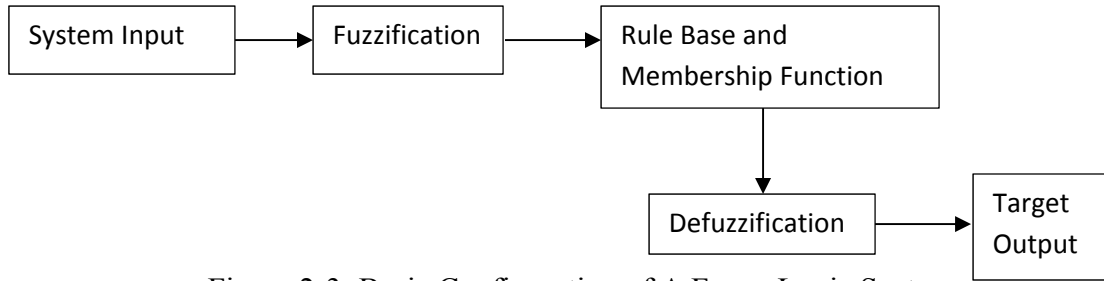 System Input
Fuzzification
Rule Base and
Membership Function
Defuzzification
Target
Output